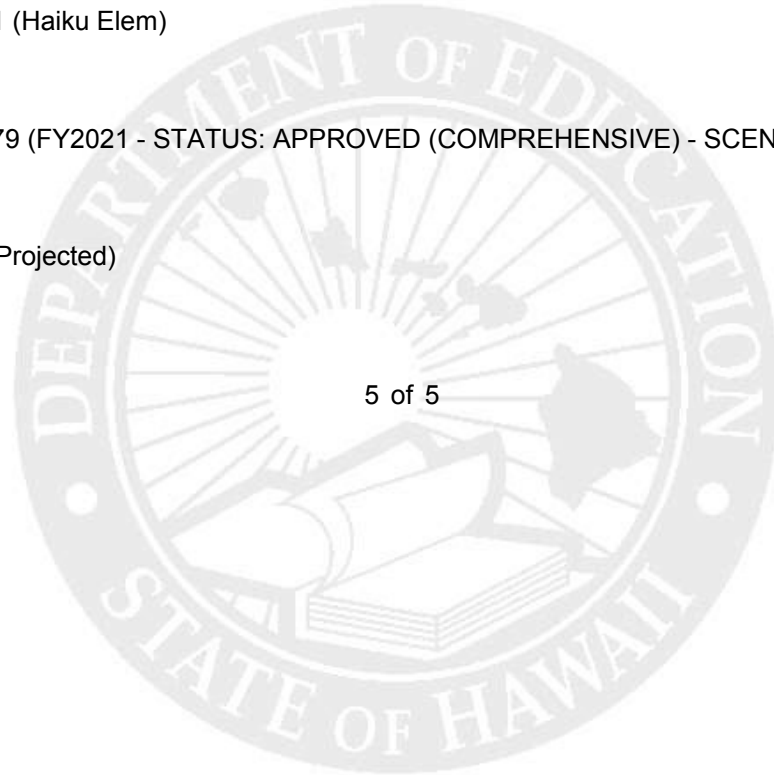 (Haiku Elem)
79 (FY2021 - STATUS: APPROVED (COMPREHENSIVE) - SCEN
Projected)
5 of 5
DEPARTMENT OF EDUCATION
STATE OF HAWAII